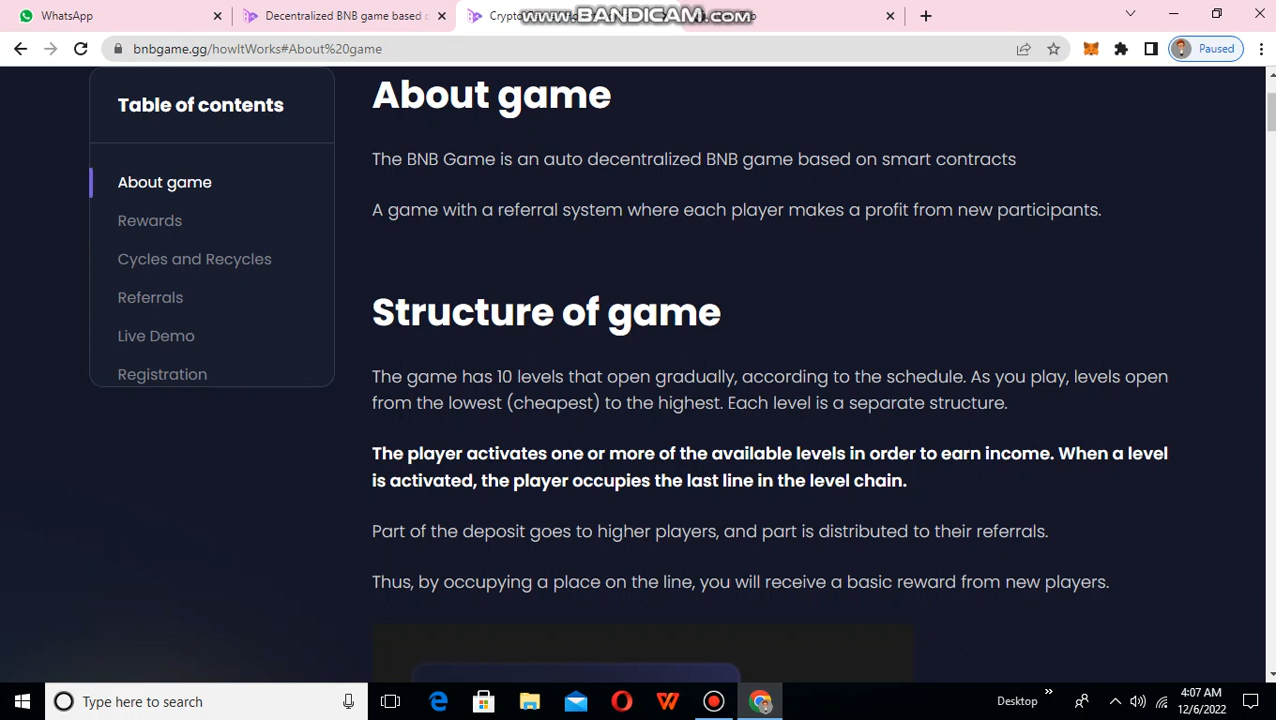 WhatsApp
Decentralized BNB game based o
Crypto
www.BANDICAM.com
bnbgame.gg/howItWorks#About%20game
Paused
Table of contents
About game
Rewards
Cycles and Recycles
Referrals
Live Demo
Registration
About game
The BNB Game is an auto decentralized BNB game based on smart contracts
A game with a referral system where each player makes a profit from new participants.
Structure of game
The game has 10 levels that open gradually, according to the schedule. As you play, levels open
from the lowest (cheapest) to the highest. Each level is a separate structure.
The player activates one or more of the available levels in order to earn income. When a level
is activated, the player occupies the last line in the level chain.
Part of the deposit goes to higher players, and part is distributed to their referrals.
Thus, by occupying a place on the line, you will receive a basic reward from new players.
Type here to search
Desktop
4:07 AM
12/6/2022